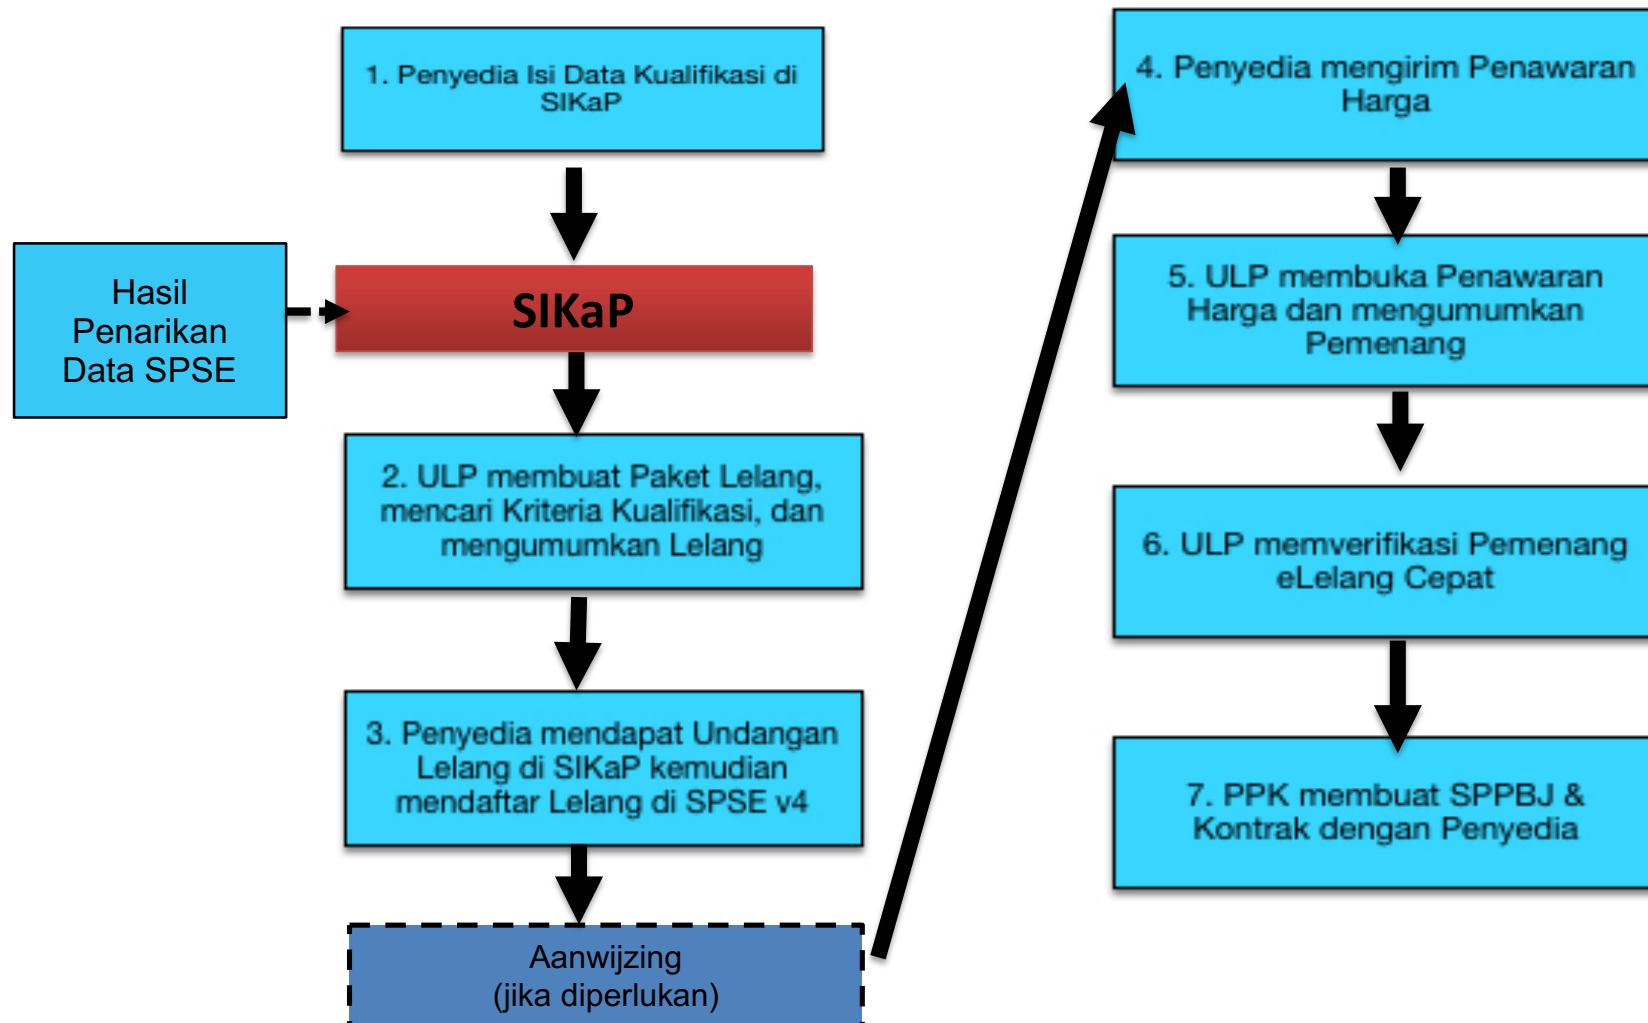 1. Penyedia Isi Data Kualifikasi di
SIKaP
Hasil
Penarikan
Data SPSE
SIKaP
2. ULP membuat Paket Lelang,
mencari Kriteria Kualifikasi, dan
mengumumkan Lelang
3. Penyedia mendapat Undangan
Lelang di SIKaP kemudian
mendaftar Lelang di SPSE v4
Aanwijzing
(jika diperlukan)
4. Penyedia mengirim Penawaran
Harga
5. ULP membuka Penawaran
Harga dan mengumumkan
Pemenang
6. ULP memverifikasi Pemenang
eLelang Cepat
7. PPK membuat SPPBJ &
Kontrak dengan Penyedia